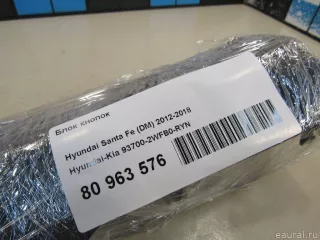 Блок кнопок
Hyundai Santa Fe (DM) 2012-2018
Hyundai-Kia 93700-2WFB0-RYN
80 963 576
© eaural.ru